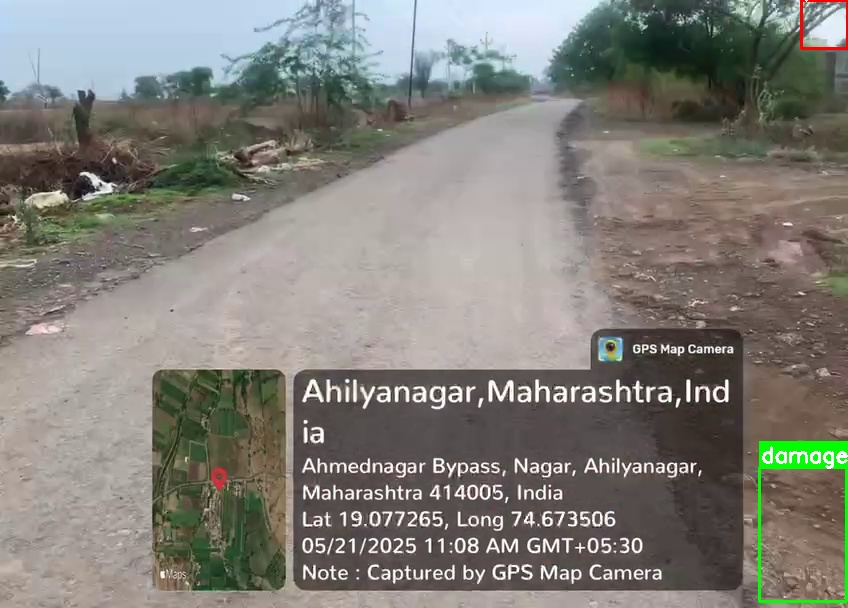 GPS Map Camera
Ahilyanagar,Maharashtra,Ind
ia
Ahmednagar Bypass, Nagar, Ahilyanagar,
Maharashtra 414005, India
Lat 19.077265, Long 74.673506
05/21/2025 11:08 AM GMT+05:30
Note : Captured by GPS Map Camera
Maps
damage